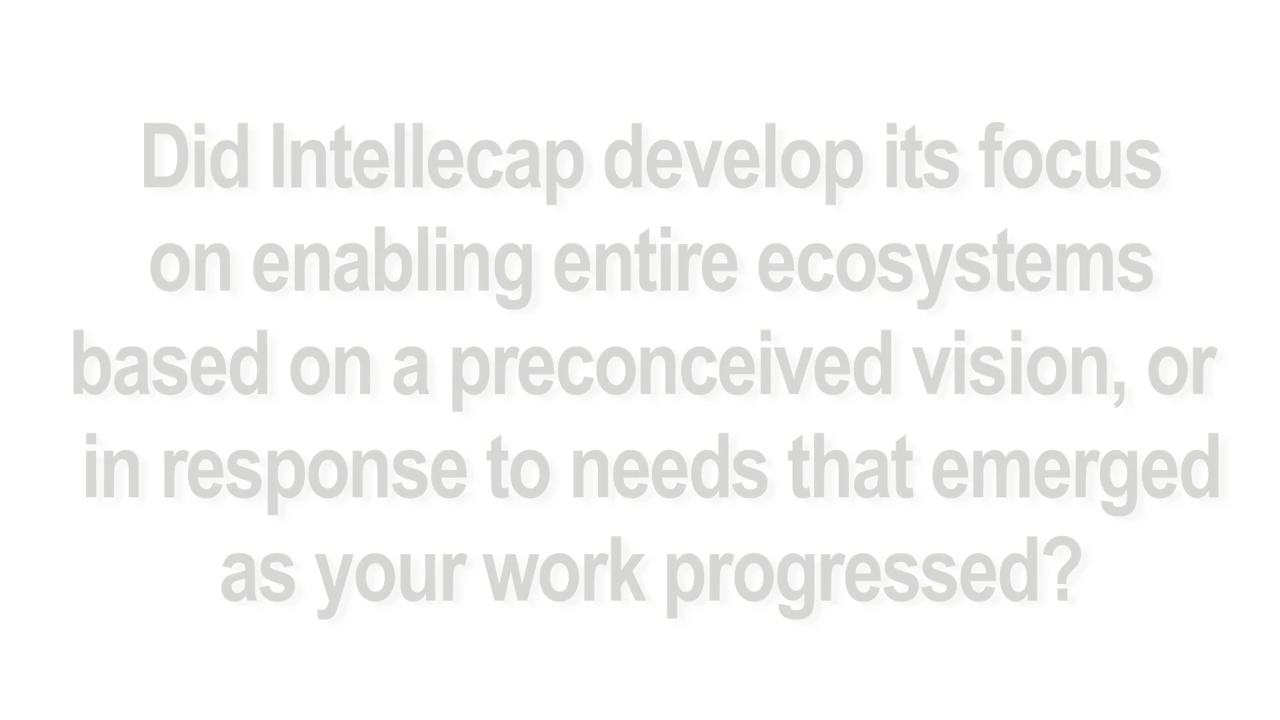 Did Intellecap develop its focus
on enabling entire ecosystems
based on a preconceived vision, or
in response to needs that emerged
as your work progressed?